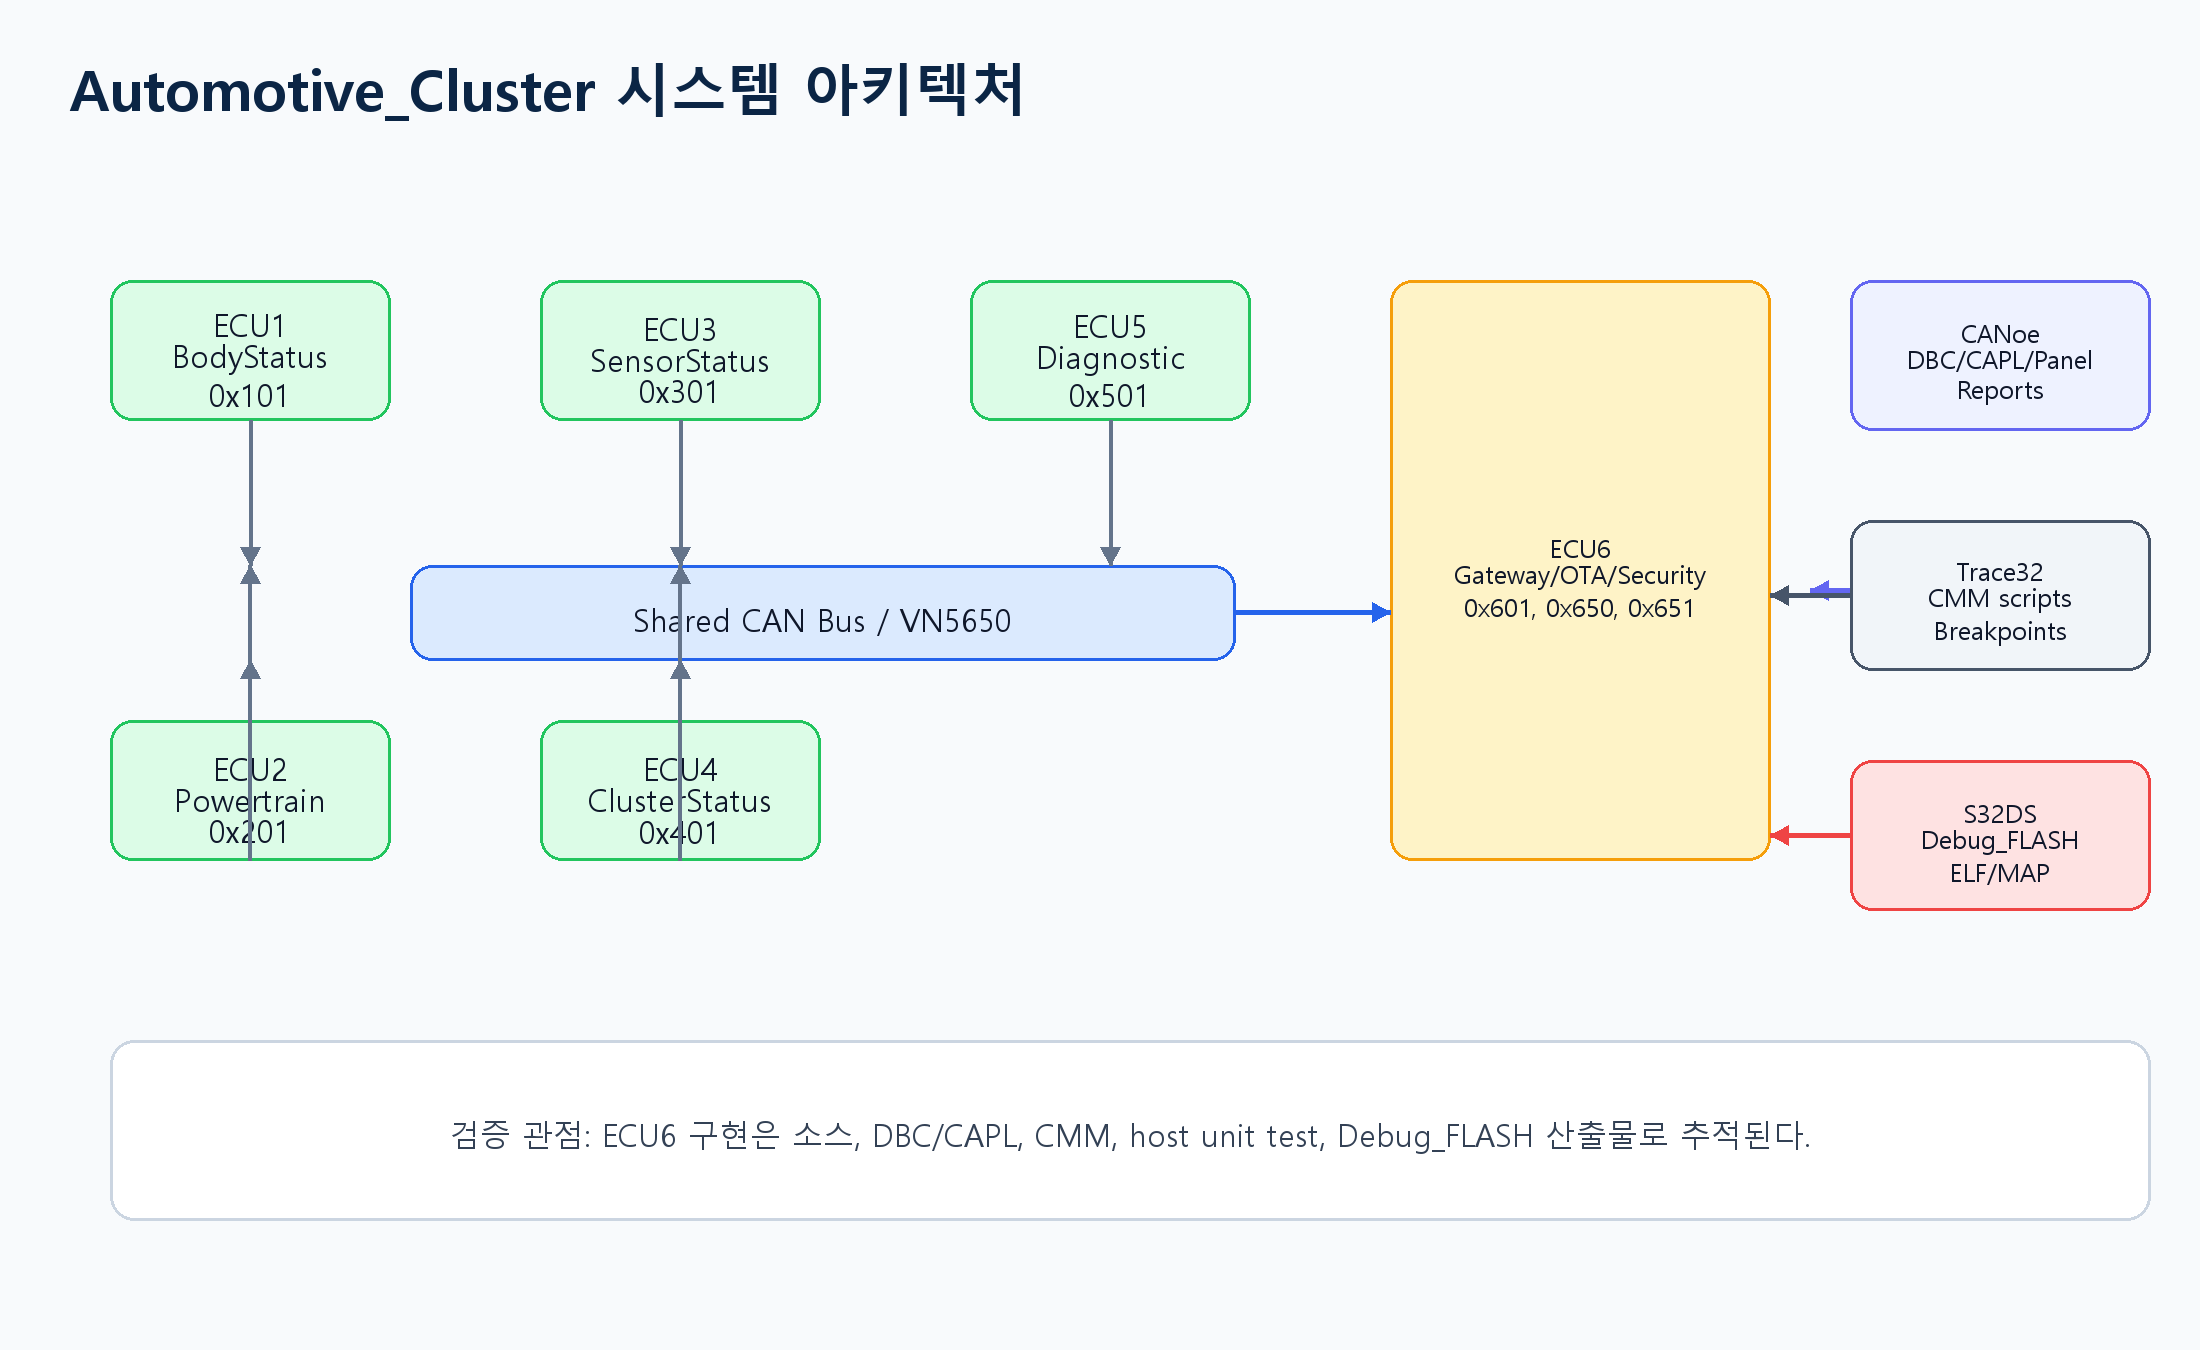 Automotive_Cluster 시스템 아키텍처
ECU1
BodyStatus
0x101
ECU3
SensorStatus
0x301
ECU5
Diagnostic
0x501
CANoe
DBC/CAPL/Panel
Reports
ECU6
Gateway/OTA/Security
0x601, 0x650, 0x651
Trace32
CMM scripts
Breakpoints
Shared CAN Bus / VN5650
ECU2
Powertrain
0x201
ECU4
ClusterStatus
0x401
S32DS
Debug_FLASH
ELF/MAP
검증 관점: ECU6 구현은 소스, DBC/CAPL, CMM, host unit test, Debug_FLASH 산출물로 추적된다.